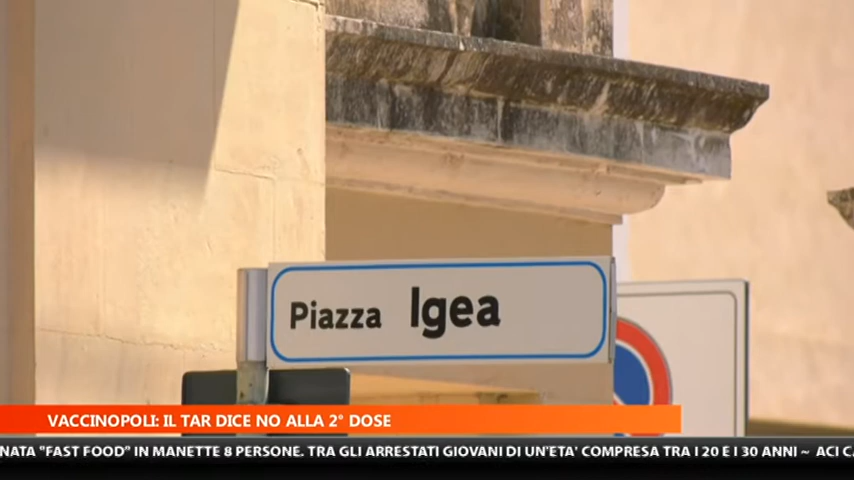 Piazza Igea
VACCINOPOLI: IL TAR DICE NO ALLA 2° DOSE
"FAST FOOD" IN MANETTE 8 PERSONE. TRA GLI ARRESTATI GIOVANI DI UN'ETA' COMPRESA TRA I 20 E I 30 ANNI ~ ACI